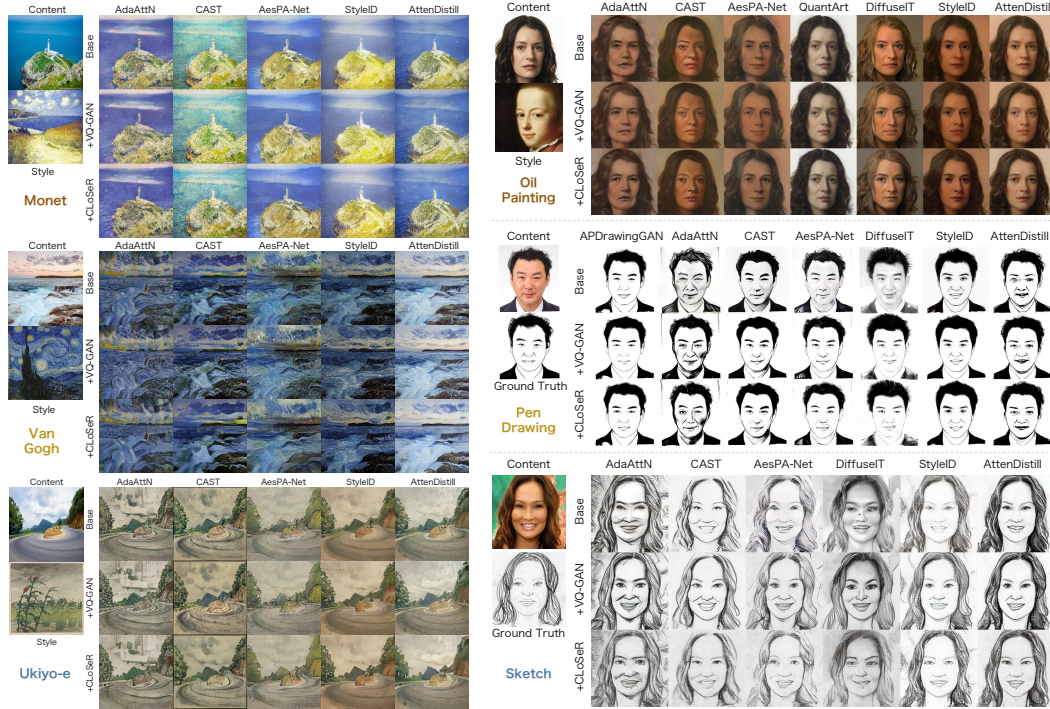 Content AdaAttN CAST AesPA-Net StyleID AttenDistill
Base
+VQ-GAN
Style
+CLoSeR
Monet
Content AdaAttN CAST AesPA-Net StyleID AttenDistill
Base
+VQ-GAN
Style
+CLoSeR
Van
Gogh
Content AdaAttN CAST AesPA-Net StyleID AttenDistill
Base
+VQ-GAN
Style
+CLoSeR
Ukiyo-e
Content AdaAttN CAST AesPA-Net QuantArt DiffuseIT StyleID AttenDistil
Base
+VQ-GAN
Style
+CLoSeR
Oil
Painting
Content APDrawingGAN AdaAttN CAST AesPA-Net DiffuseIT StyleID AttenDistill
Base
+VQ-GAN
Ground Truth
+CLoSeR
Pen
Drawing
Content AdaAttN CAST AesPA-Net DiffuseIT StyleID AttenDistill
Base
+VQ-GAN
Ground Truth
+CLoSeR
Sketch